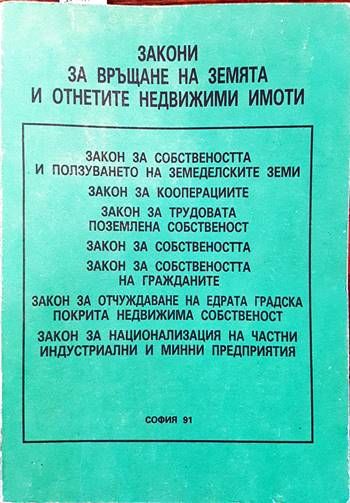 ЗАКОНИ
ЗА ВРЪЩАНЕ НА ЗЕМЯТА
И ОТНЕТИТЕ НЕДВИЖИМИ ИМОТИ
ЗАКОН ЗА СОБСТВЕНОСТТА
И ПОЛЗУВАНЕТО НА ЗЕМЕДЕЛСКИТЕ ЗЕМИ
ЗАКОН ЗА КООПЕРАЦИИТЕ
ЗАКОН ЗА ТРУДОВАТА
ПОЗЕМЛЕНА СОБСТВЕНОСТ
ЗАКОН ЗА СОБСТВЕНОСТТА
ЗАКОН ЗА СОБСТВЕНОСТТА
НА ГРАЖДАНИТЕ
ЗАКОН ЗА ОТЧУЖДАВАНЕ НА ЕДРАТА ГРАДСКА
ПОКРИТА НЕДВИЖИМА СОБСТВЕНОСТ
ЗАКОН ЗА НАЦИОНАЛИЗАЦИЯ НА ЧАСТНИ
ИНДУСТРИАЛНИ И МИННИ ПРЕДПРИЯТИЯ
СОФИЯ 91